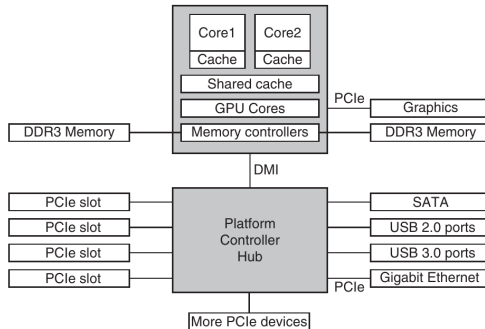 Core1
Core2
Cache
Cache
Shared cache
GPU Cores
PCIe
Graphics
DDR3 Memory
Memory controllers
DDR3 Memory
DMI
PCIe slot
SATA
PCIe slot
Platform
Controller
Hub
USB 2.0 ports
PCIe slot
USB 3.0 ports
PCIe slot
Gigabit Ethernet
PCIe
More PCIe devices